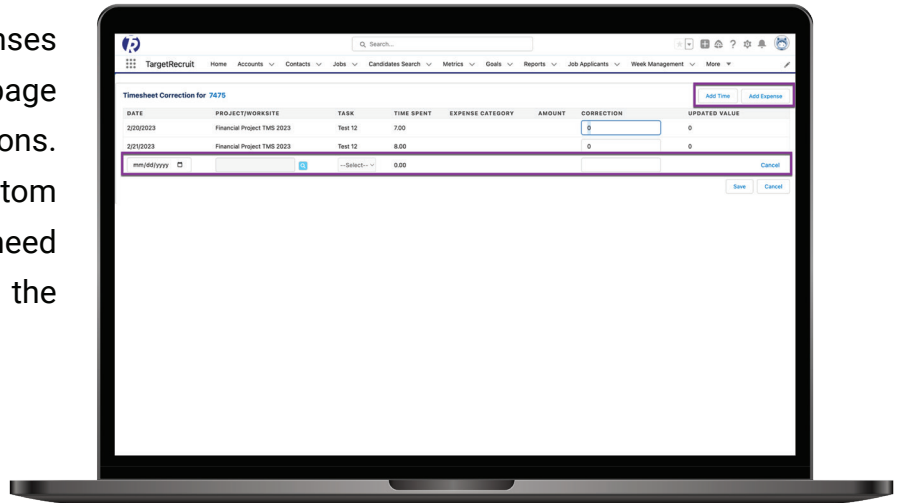 nses
page
ons.
tom
need
the
Search...
TargetRecruit Home Accounts Contacts Jobs Candidates Search Metrics Goals Reports Job Applicants Week Management More
Timesheet Correction for 7475 Add Time Add Expense
DATE PROJECT/WORKSITE TASK TIME SPENT EXPENSE CATEGORY AMOUNT CORRECTION UPDATED VALUE
2/20/2023 Financial Project TMS 2023 Test 12 7.00 0 0
2/21/2023 Financial Project TMS 2023 Test 12 8.00 0 0
mm/dd/yyyy --Select-- 0.00 Cancel
Save Cancel